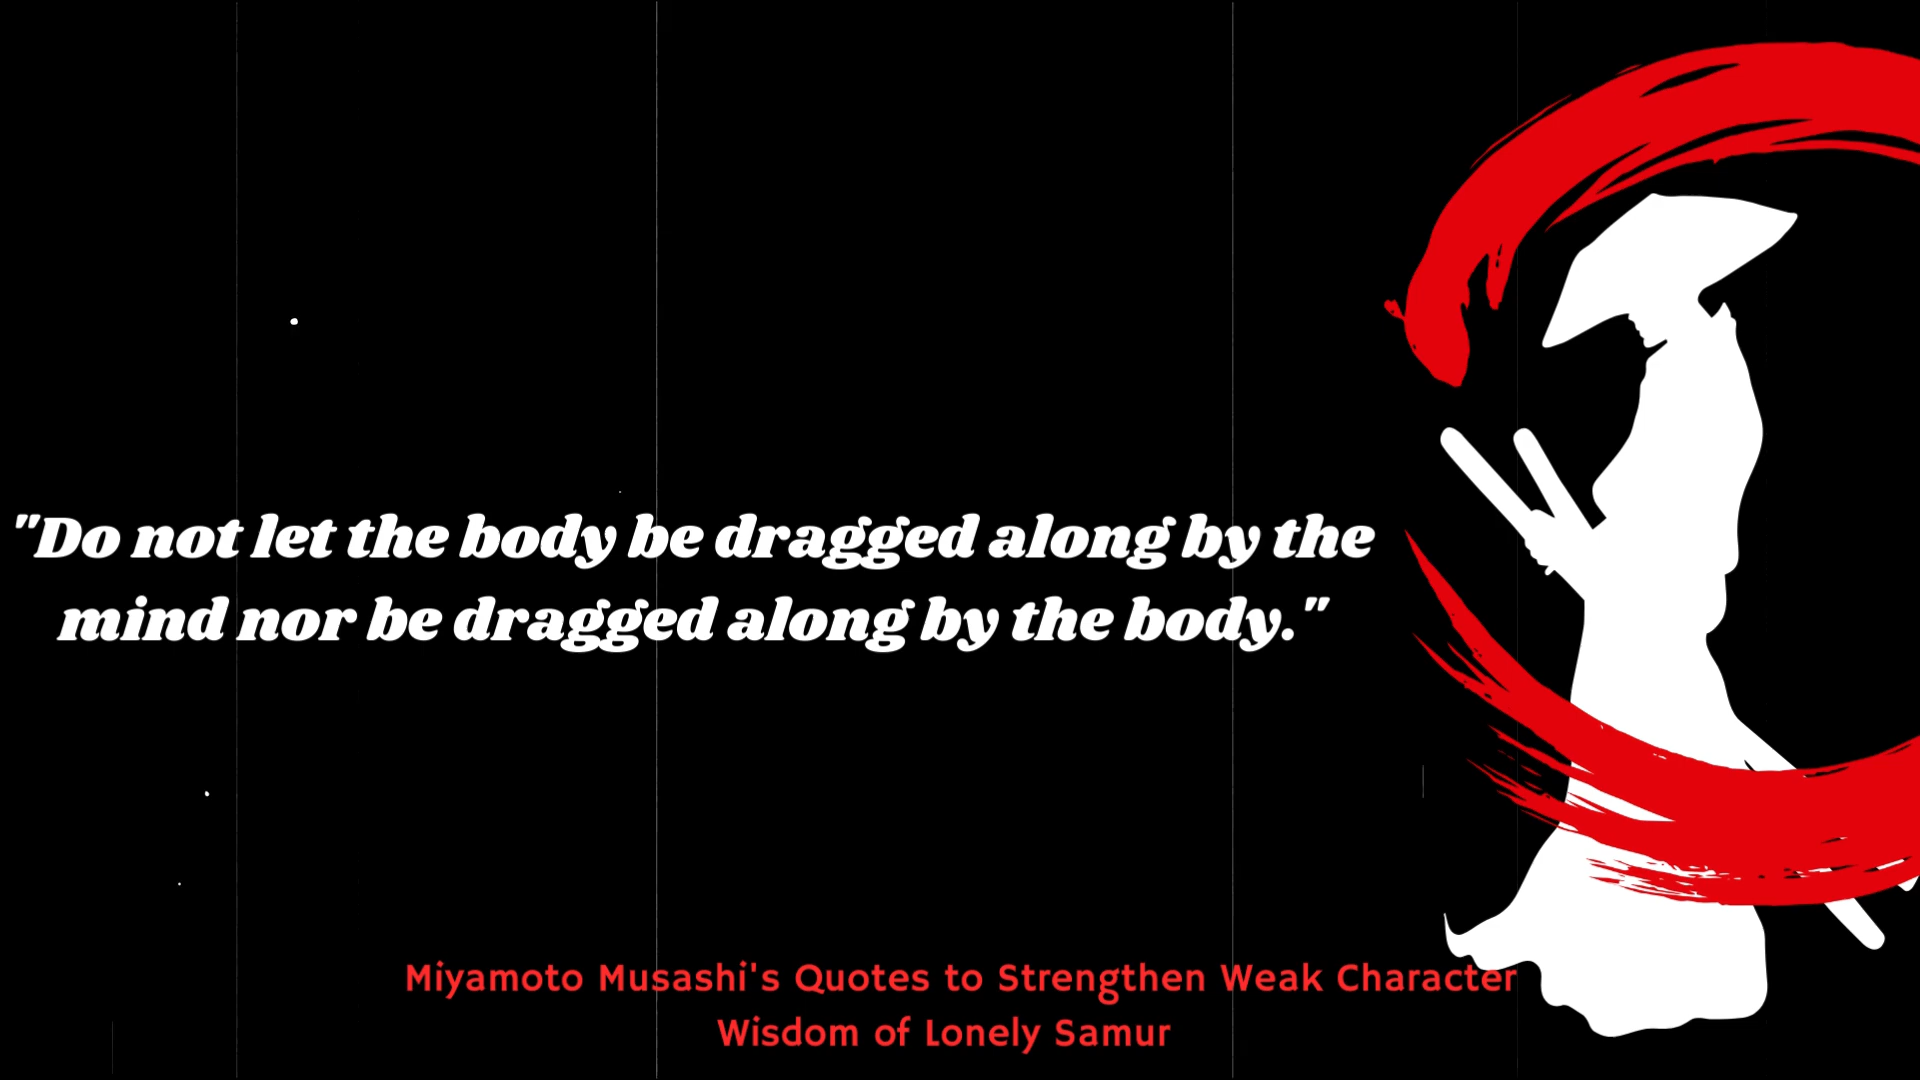 "Do not let the body be dragged along by the
mind nor be dragged along by the body."
Miyamoto Musashi's Quotes to Strengthen Weak Character
Wisdom of Lonely Samur